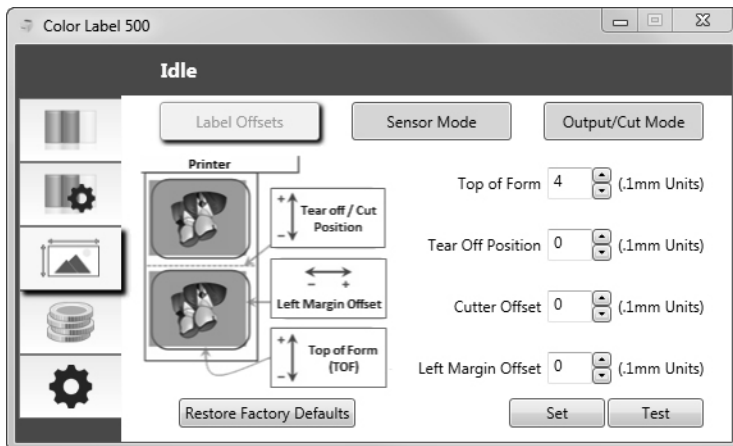 Color Label 500
Idle
Label Offsets
Sensor Mode
Output/Cut Mode
Printer
+
Tear off / Cut
Position
–
– +
Left Margin Offset
+
Top of Form
(TOF)
–
Top of Form 4 (.1mm Units)
Tear Off Position 0 (.1mm Units)
Cutter Offset 0 (.1mm Units)
Left Margin Offset 0 (.1mm Units)
Restore Factory Defaults
Set
Test